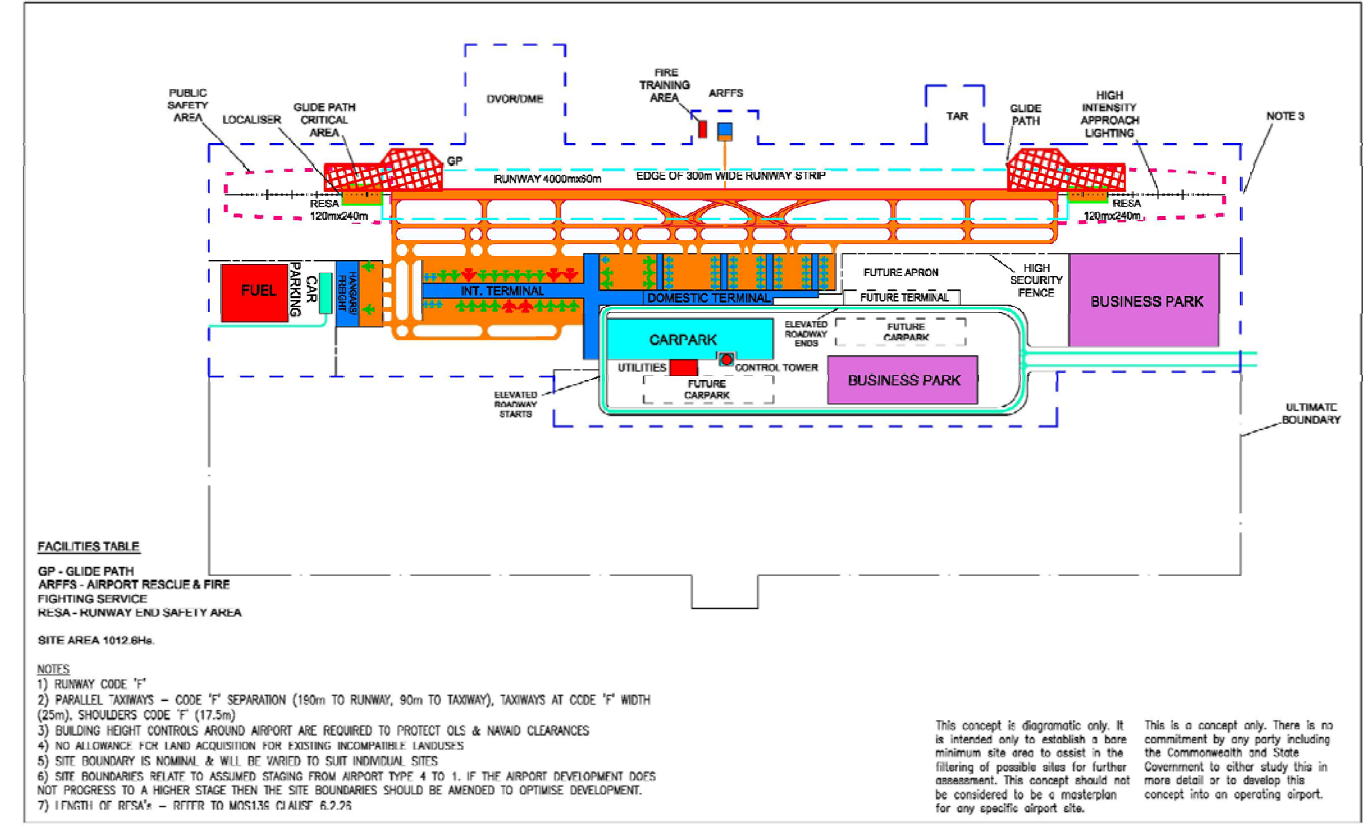 DVOR/DME
FIRE
TRAINING
AREA
ARFFS
TAR
PUBLIC
SAFETY
AREA
LOCALISER
GLIDE PATH
CRITICAL
AREA
GP
GLIDE
PATH
HIGH
INTENSITY
APPROACH
LIGHTING
NOTE 3
RUNWAY 4000mx60m
EDGE OF 300m WIDE RUNWAY STRIP
RESA
120mx240m
RESA
120mx240m
FUEL
CAR
PARKING
HANGARS/
FREIGHT
INT. TERMINAL
DOMESTIC TERMINAL
FUTURE APRON
FUTURE TERMINAL
HIGH
SECURITY
FENCE
BUSINESS PARK
CARPARK
ELEVATED
ROADWAY
ENDS
FUTURE
CARPARK
UTILITIES
CONTROL TOWER
FUTURE
CARPARK
BUSINESS PARK
ELEVATED
ROADWAY
STARTS
ULTIMATE
BOUNDARY
FACILITIES TABLE
GP - GLIDE PATH
ARFFS - AIRPORT RESCUE & FIRE
FIGHTING SERVICE
RESA - RUNWAY END SAFETY AREA
SITE AREA 1012.6Ha.
NOTES
1) RUNWAY CODE 'F'
2) PARALLEL TAXIWAYS – CODE 'F' SEPARATION (190m TO RUNWAY, 90m TO TAXIWAY), TAXIWAYS AT CODE 'F' WIDTH
(25m), SHOULDERS CODE 'F' (17.5m)
3) BUILDING HEIGHT CONTROLS AROUND AIRPORT ARE REQUIRED TO PROTECT OLS & NAVAID CLEARANCES
4) NO ALLOWANCE FOR LAND ACQUISITION FOR EXISTING INCOMPATIBLE LANDUSES
5) SITE BOUNDARY IS NOMINAL & WILL BE VARIED TO SUIT INDIVIDUAL SITES
6) SITE BOUNDARIES RELATE TO ASSUMED STAGING FROM AIRPORT TYPE 4 TO 1. IF THE AIRPORT DEVELOPMENT DOES
NOT PROGRESS TO A HIGHER STAGE THEN THE SITE BOUNDARIES SHOULD BE AMENDED TO OPTIMISE DEVELOPMENT.
7) LENGTH OF RESA's – REFER TO MOS139 CLAUSE 6.2.26
This concept is diagramatic only. It
is intended only to establish a bare
minimum site area to assist in the
filtering of possible sites for further
assessment. This concept should not
be considered to be a masterplan
for any specific airport site.
This is a concept only. There is no
commitment by any party including
the Commonwealth and State
Government to either study this in
more detail or to develop this
concept into an operating airport.